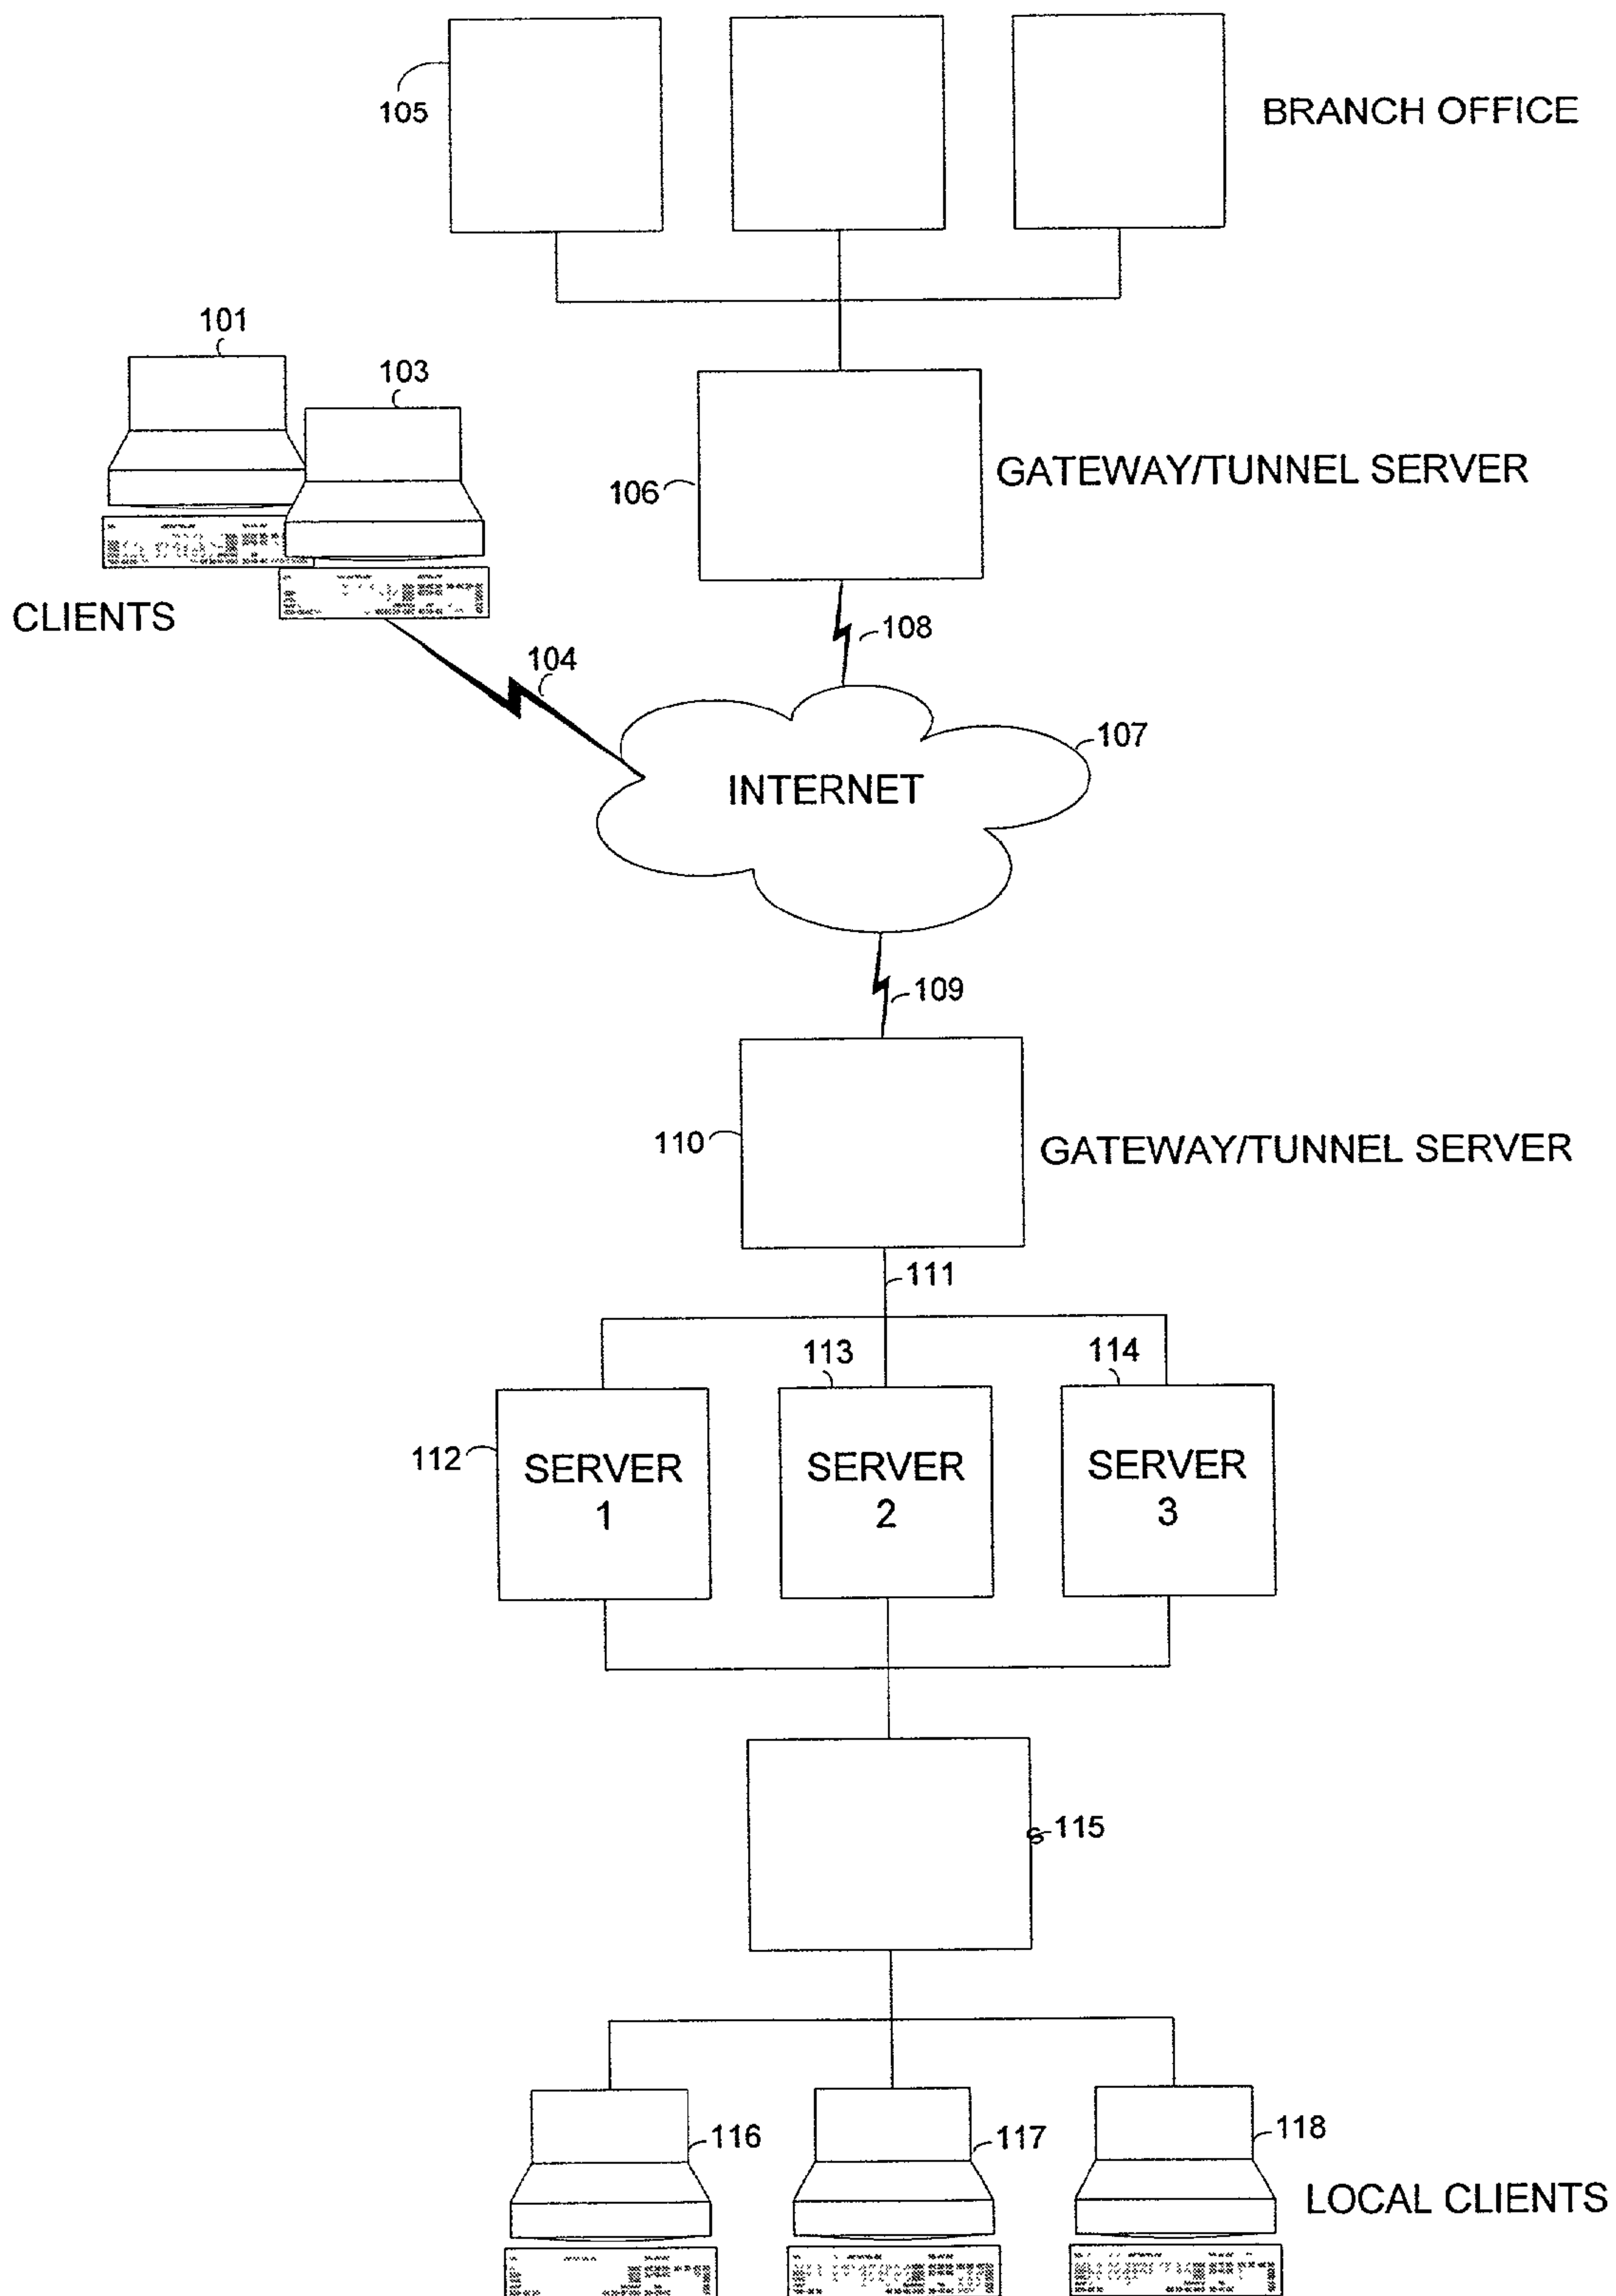 105
BRANCH OFFICE
101
103
106
GATEWAY/TUNNEL SERVER
CLIENTS
108
104
107
INTERNET
109
110
GATEWAY/TUNNEL SERVER
111
113
114
112
SERVER
1
SERVER
2
SERVER
3
115
116
117
118
LOCAL CLIENTS